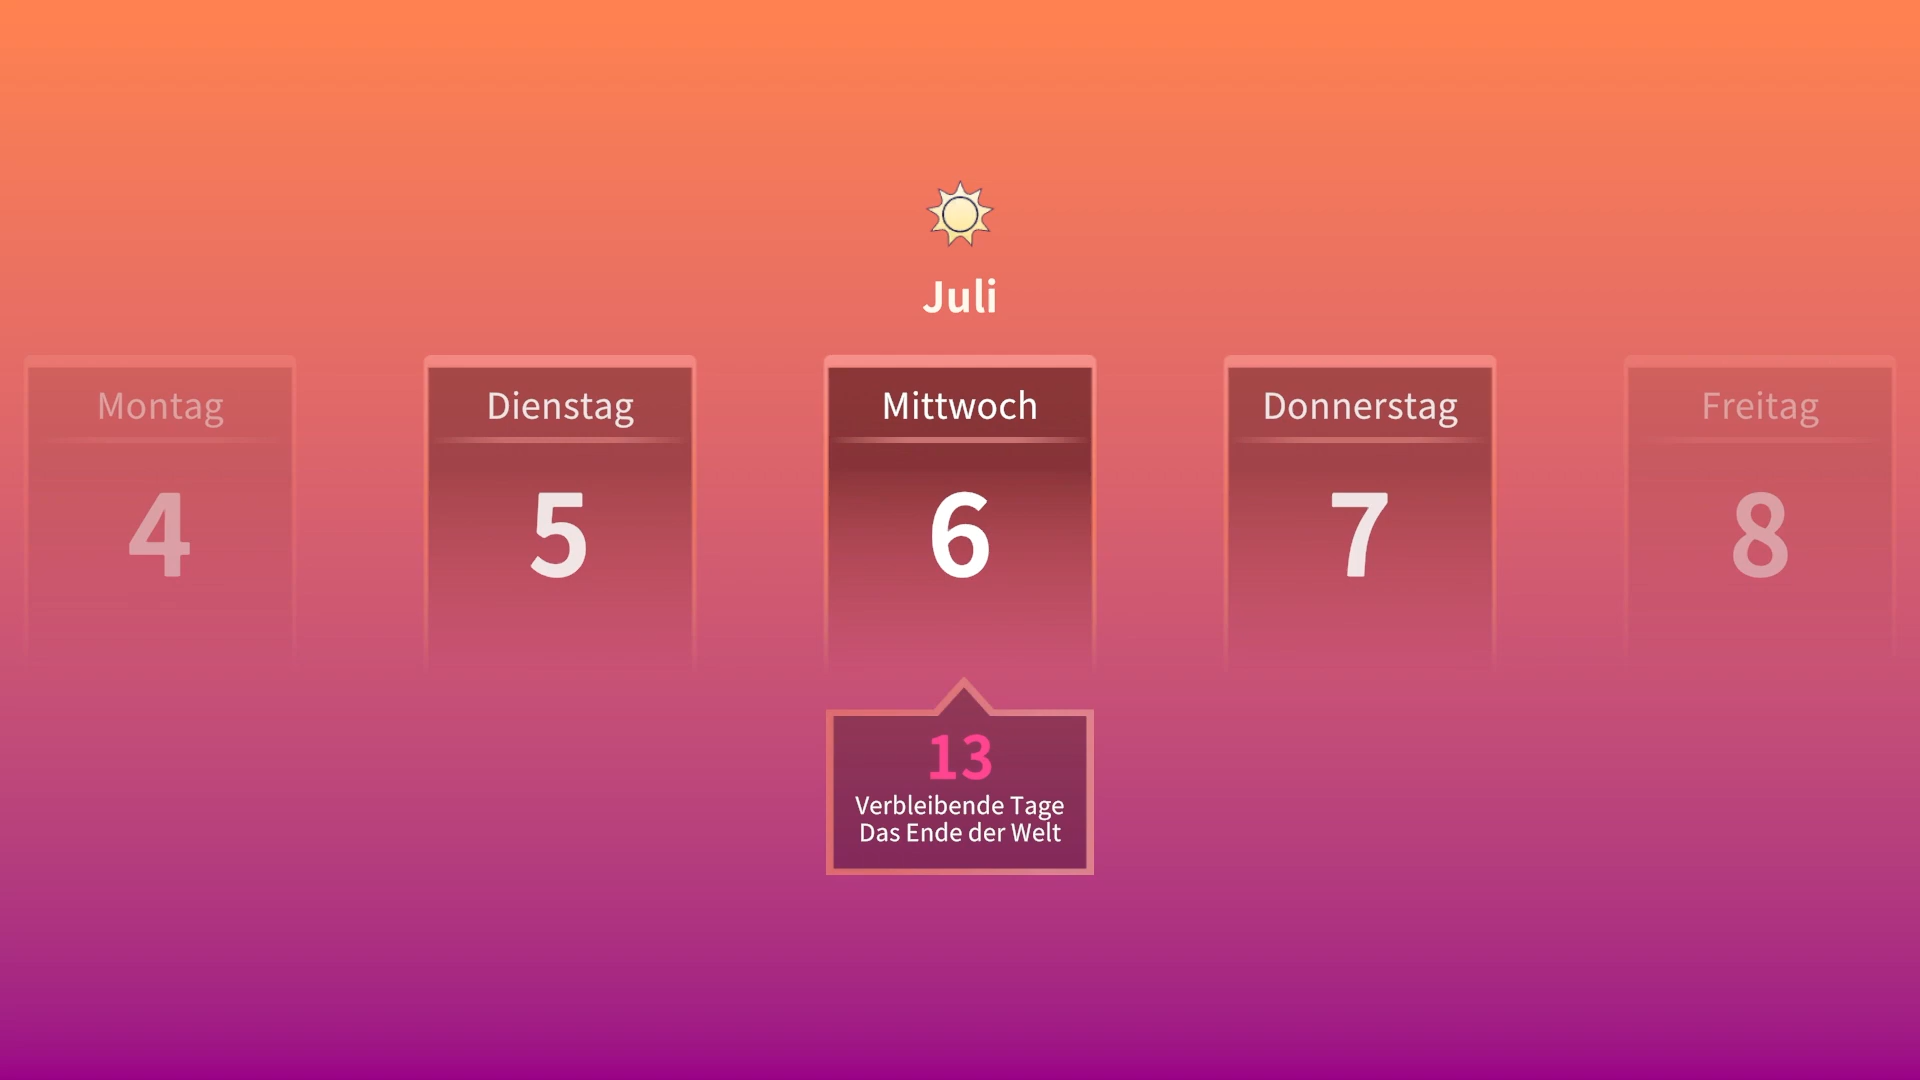 Juli
Montag
4
Dienstag
5
Mittwoch
6
Donnerstag
7
Freitag
8
13
Verbleibende Tage
Das Ende der Welt